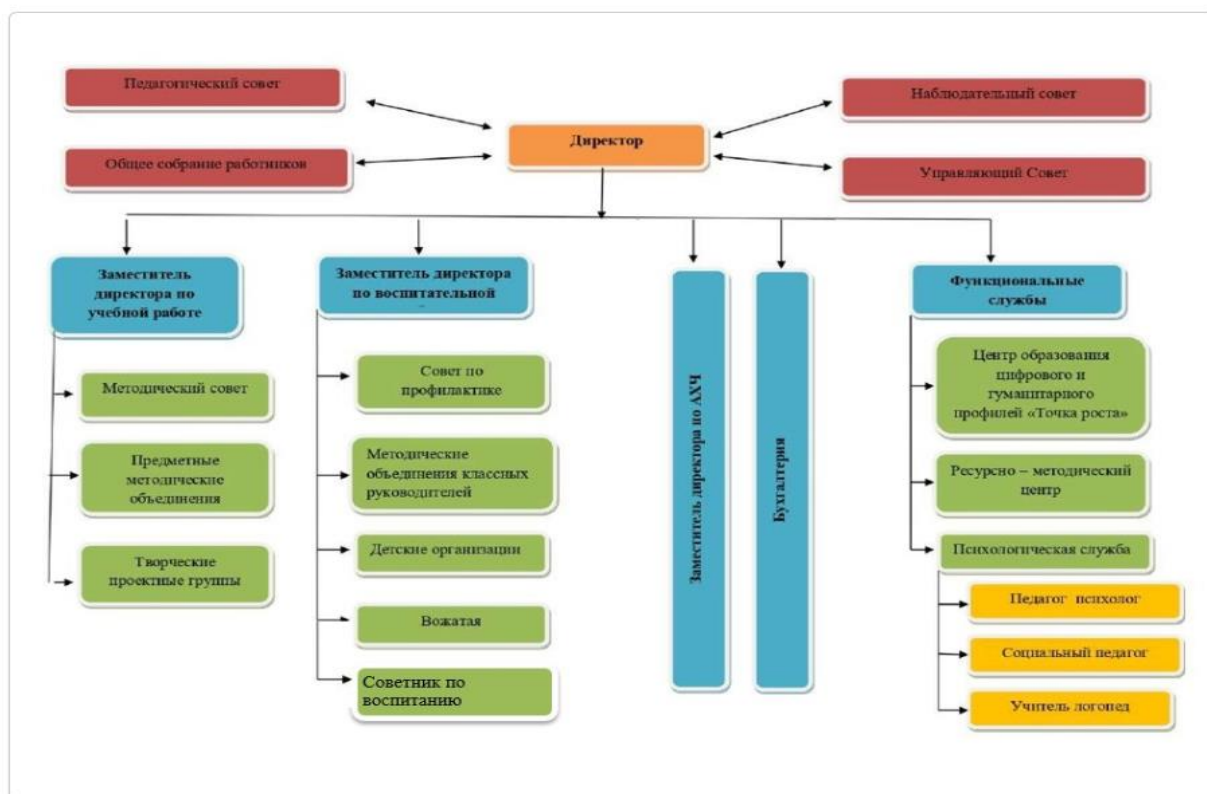 Педагогический совет
Наблюдательный совет
Директор
Общее собрание работников
Управляющий Совет
Заместитель
директора по
учебной работе
Методический совет
Предметные
методические
объединения
Творческие
проектные группы
Заместитель директора
по воспитательной
Совет по
профилактике
Методические
объединения классных
руководителей
Детские организации
Вожатая
Советник по
воспитанию
Заместитель директора по АХЧ
Бухгалтерия
Функциональные
службы
Центр образования
цифрового и
гуманитарного
профилей «Точка роста»
Ресурсно – методический
центр
Психологическая служба
Педагог психолог
Социальный педагог
Учитель логопед